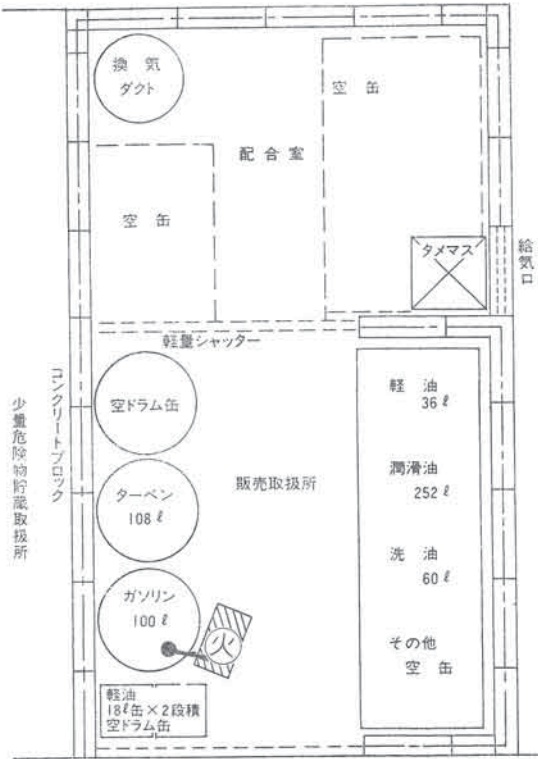 換気
ダクト
空缶
配合室
空缶
タメマス
給気口
軽量シャッター
コンクリートブロック
少量危険物貯蔵取扱所
空ドラム缶
軽油
36ℓ
潤滑油
252ℓ
販売取扱所
ターペン
108ℓ
洗油
60ℓ
ガソリン
100ℓ
火
その他
空缶
軽油
18ℓ缶×2段積
空ドラム缶